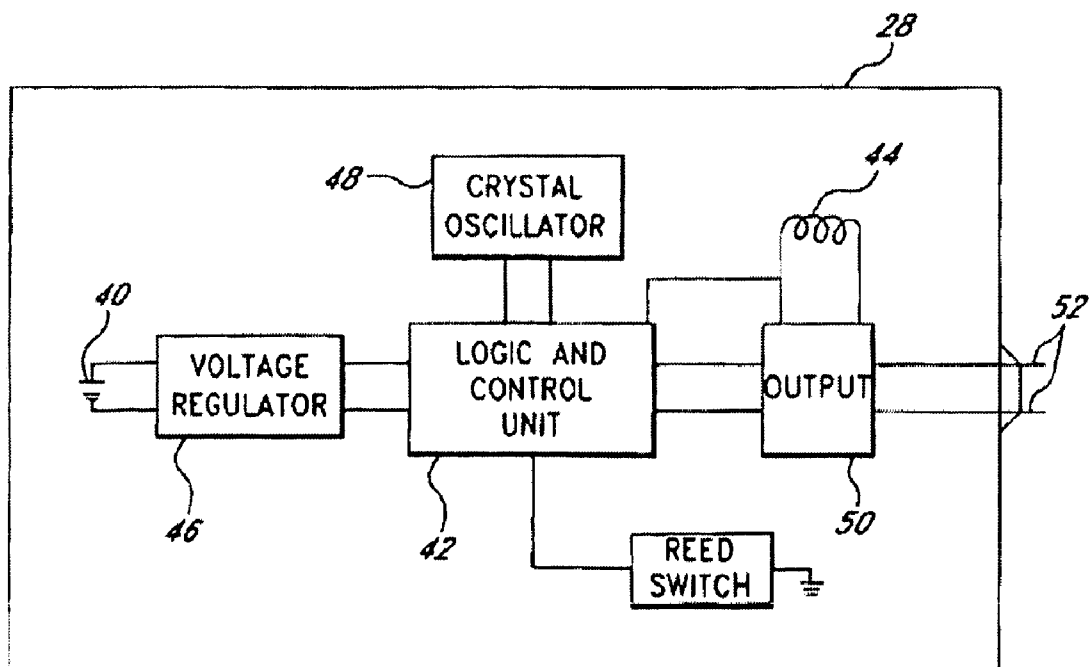 28
48
CRYSTAL
OSCILLATOR
44
40
VOLTAGE
REGULATOR
LOGIC AND
CONTROL
UNIT
OUTPUT
52
46
42
50
REED
SWITCH